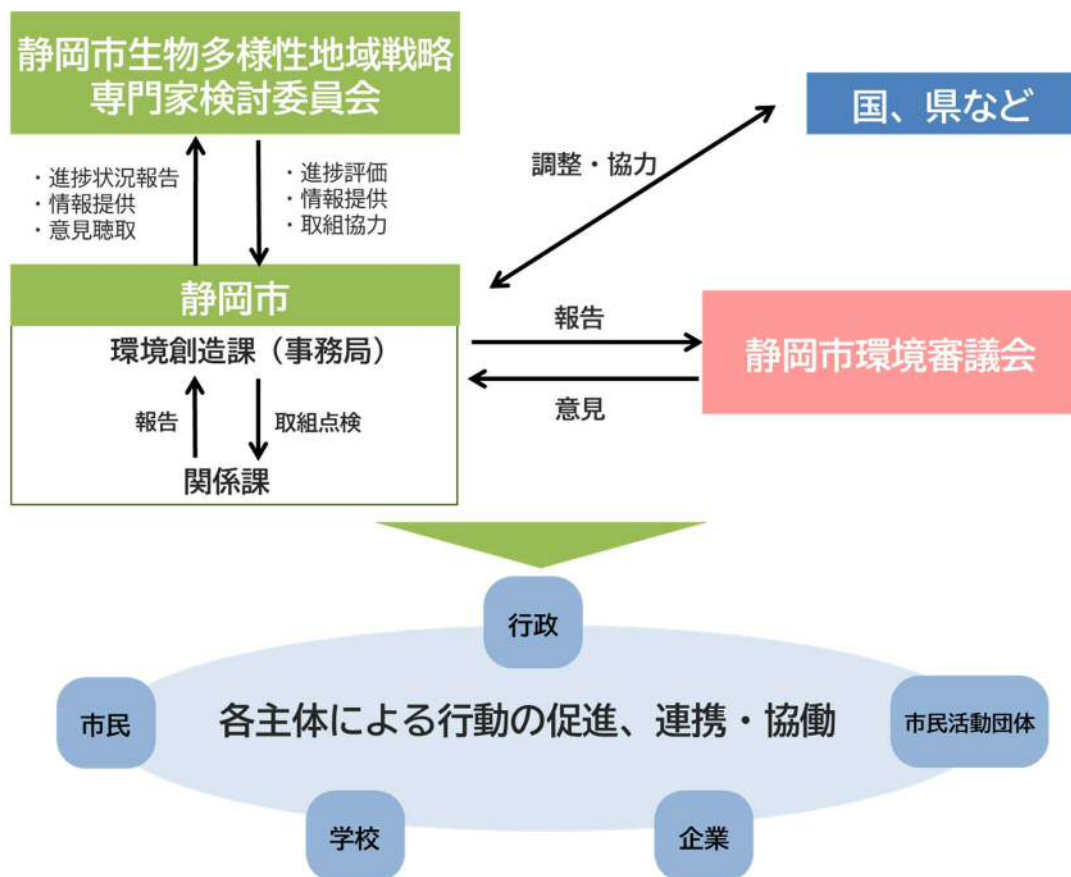 静岡市生物多様性地域戦略
専門家検討委員会
国、県など
・進捗状況報告
・情報提供
・意見聴取
・進捗評価
・情報提供
・取組協力
調整・協力
静岡市
環境創造課（事務局）
報告
取組点検
関係課
報告
意見
静岡市環境審議会
行政
市民
各主体による行動の促進、連携・協働
市民活動団体
学校
企業